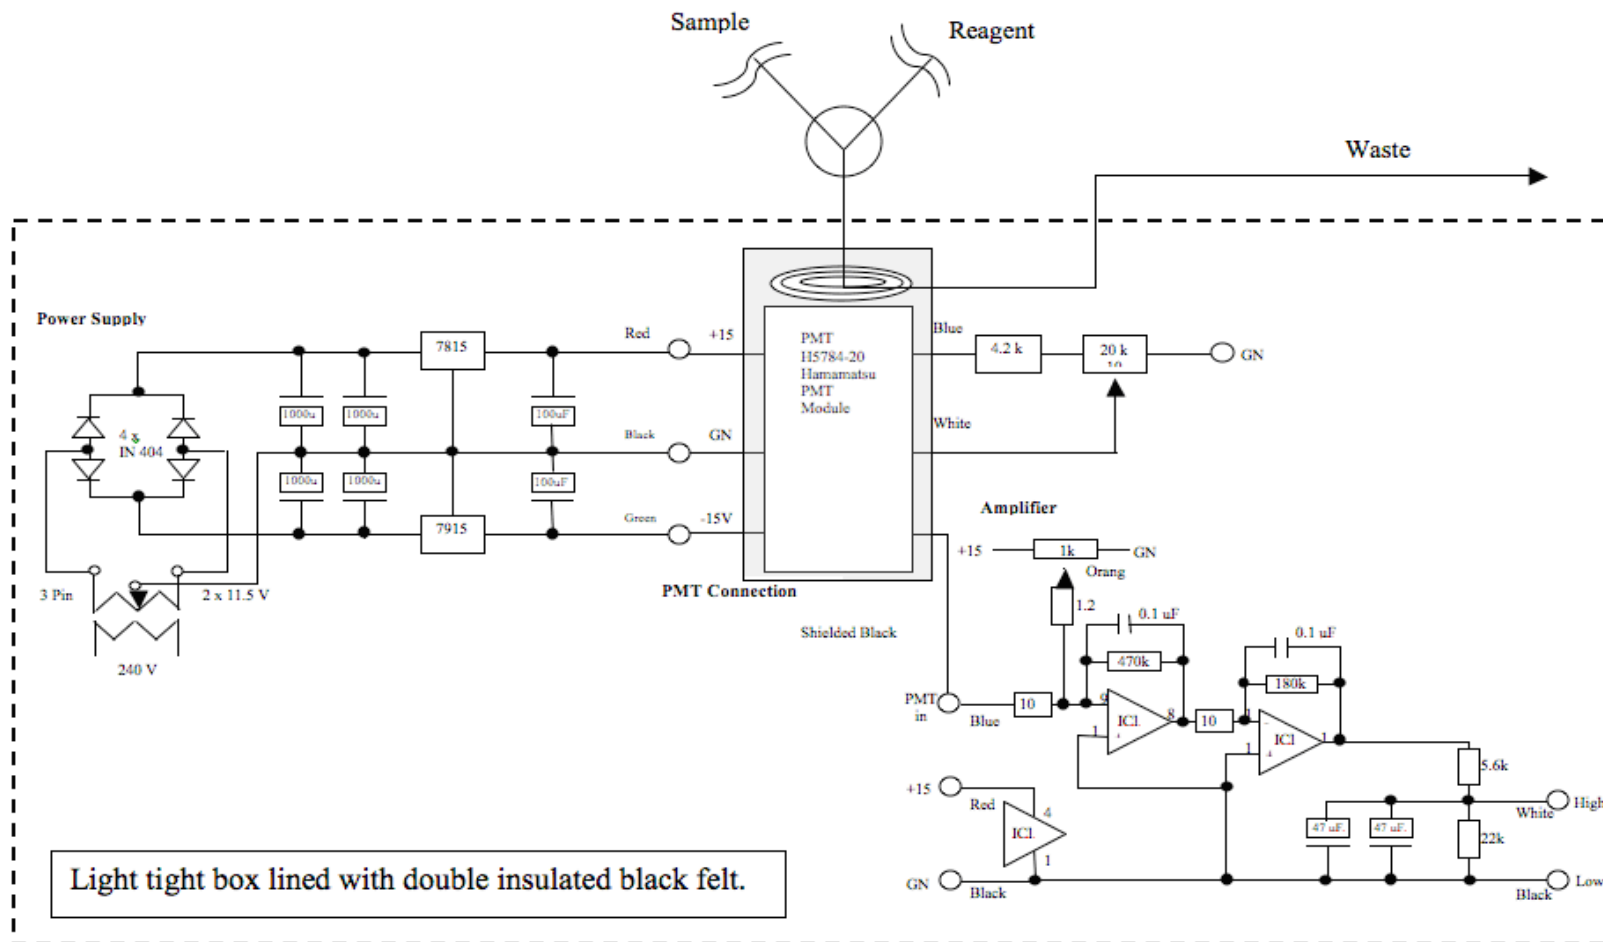 Sample
Reagent
Waste
Power Supply
7815
Red
+15
PMT
H5784-20
Hamamatsu
PMT
Module
Blue
4.2 k
20 k
10
GN
1000u
1000u
100uF
4 x
IN 404
Black
GN
White
1000u
1000u
100uF
7915
Green
-15V
Amplifier
+15
1k
GN
Orang
3 Pin
2 x 11.5 V
PMT Connection
1.2
0.1 uF
Shielded Black
0.1 uF
240 V
470k
180k
PMT
in
Blue
10
9
1
+
IC1.
8
10
1
-
1
+
IC1
1
5.6k
+15
Red
4
IC1.
1
47 uF.
47 uF.
White
High
22k
GN
Black
Black
Low
Light tight box lined with double insulated black felt.